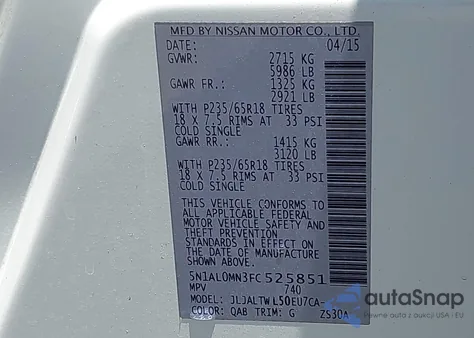 MFD BY NISSAN MOTOR CO., LTD.
DATE: 04/15
GVWR: 2715 KG
5986 LB
GAWR FR.: 1325 KG
2921 LB
WITH P235/65R18 TIRES
18 X 7.5 RIMS AT 33 PSI
COLD SINGLE
GAWR RR.: 1415 KG
3120 LB
WITH P235/65R18 TIRES
18 X 7.5 RIMS AT 33 PSI
COLD SINGLE
THIS VEHICLE CONFORMS TO
ALL APPLICABLE FEDERAL
MOTOR VEHICLE SAFETY
AND THEFT PREVENTION
STANDARDS IN EFFECT ON
THE DATE OF MANUFACTURE
SHOWN ABOVE.
5N1AL0MN3FC525851
MPV 740
MODEL: JLJALTWL50EU7CA-
COLOR: QAB TRIM: G ZS30A
autoSnap